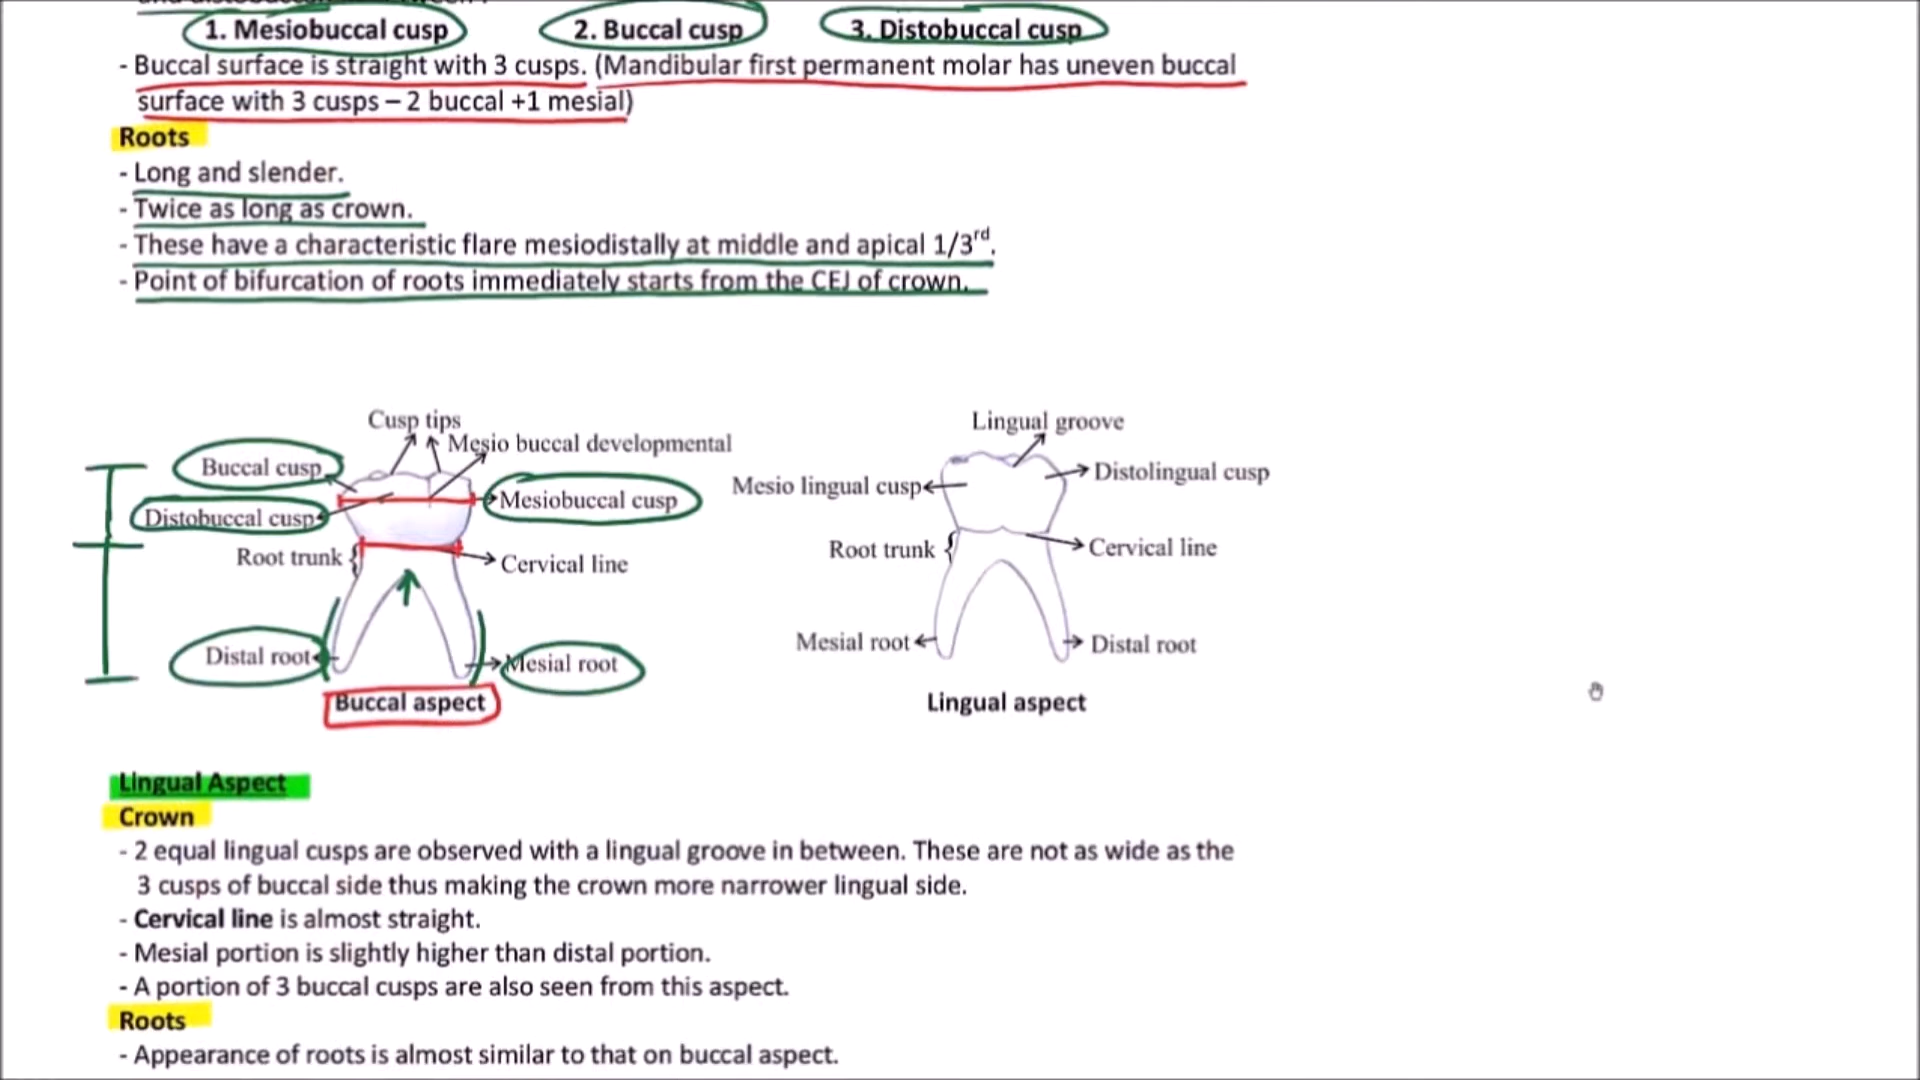 1. Mesiobuccal cusp 2. Buccal cusp 3. Distobuccal cusp
- Buccal surface is straight with 3 cusps. (Mandibular first permanent molar has uneven buccal
surface with 3 cusps – 2 buccal +1 mesial)
Roots
- Long and slender.
- Twice as long as crown.
- These have a characteristic flare mesiodistally at middle and apical 1/3rd.
- Point of bifurcation of roots immediately starts from the CEJ of crown.
Cusp tips
Mesio buccal developmental
Buccal cusp
Mesiobuccal cusp
Distobuccal cusp
Root trunk
Cervical line
Distal root
Mesial root
Buccal aspect
Lingual groove
Distolingual cusp
Mesio lingual cusp
Root trunk
Cervical line
Mesial root
Distal root
Lingual aspect
Lingual Aspect
Crown
- 2 equal lingual cusps are observed with a lingual groove in between. These are not as wide as the
3 cusps of buccal side thus making the crown more narrower lingual side.
- Cervical line is almost straight.
- Mesial portion is slightly higher than distal portion.
- A portion of 3 buccal cusps are also seen from this aspect.
Roots
- Appearance of roots is almost similar to that on buccal aspect.